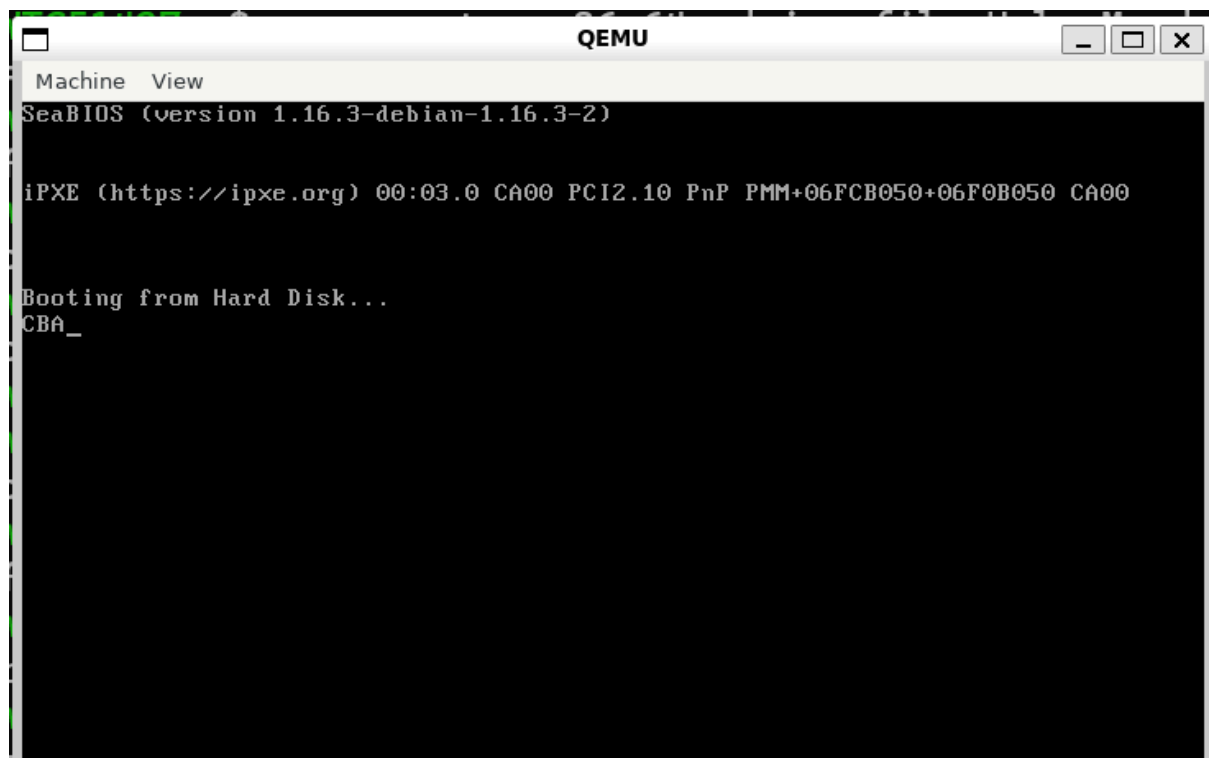 QEMU
Machine View
SeaBIOS (version 1.16.3-debian-1.16.3-2)
iPXE (https://ipxe.org) 00:03.0 CA00 PCI2.10 PnP PMM+06FCB050+06F0B050 CA00
Booting from Hard Disk...
CBA_